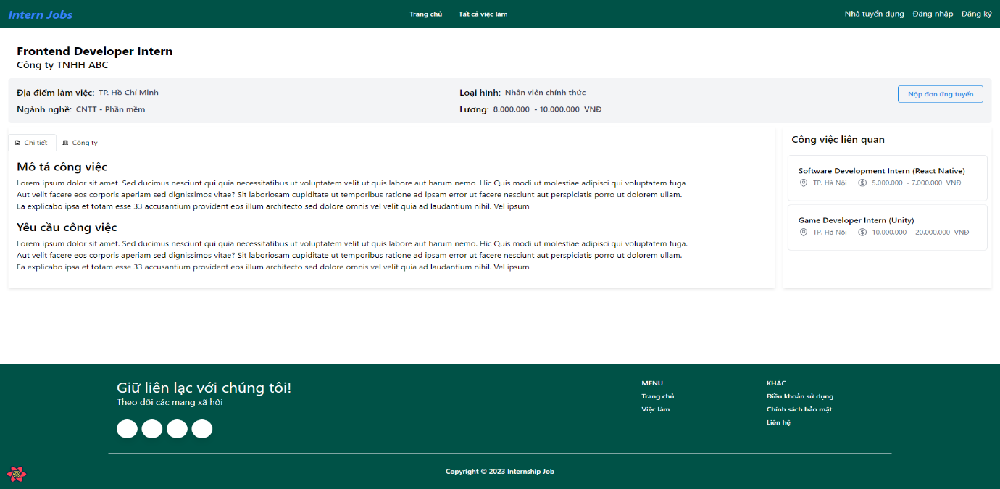 Intern Jobs
Trang chủ
Tất cả việc làm
Nhà tuyển dụng
Đăng nhập
Đăng ký
Frontend Developer Intern
Công ty TNHH ABC
Địa điểm làm việc: TP. Hồ Chí Minh
Loại hình: Nhân viên chính thức
Nộp đơn ứng tuyển
Ngành nghề: CNTT - Phần mềm
Lương: 8.000.000 - 10.000.000 VNĐ
Chi tiết
Công ty
Mô tả công việc
Lorem ipsum dolor sit amet. Sed ducimus nesciunt qui quia necessitatibus ut voluptatem velit ut quis labore aut harum nemo. Hic Quis modi ut molestiae adipisci qui voluptatem fuga.
Aut velit facere eos corporis aperiam sed dignissimos vitae? Sit laboriosam cupiditate ut temporibus ratione ad ipsam error ut facere nesciunt aut perspiciatis porro ut dolorem ullam.
Ea explicabo ipsa et totam esse 33 accusantium provident eos illum architecto sed dolore omnis vel velit quia ad laudantium nihil. Vel ipsum
Yêu cầu công việc
Lorem ipsum dolor sit amet. Sed ducimus nesciunt qui quia necessitatibus ut voluptatem velit ut quis labore aut harum nemo. Hic Quis modi ut molestiae adipisci qui voluptatem fuga.
Aut velit facere eos corporis aperiam sed dignissimos vitae? Sit laboriosam cupiditate ut temporibus ratione ad ipsam error ut facere nesciunt aut perspiciatis porro ut dolorem ullam.
Ea explicabo ipsa et totam esse 33 accusantium provident eos illum architecto sed dolore omnis vel velit quia ad laudantium nihil. Vel ipsum
Công việc liên quan
Software Development Intern (React Native)
TP. Hà Nội 5.000.000 - 7.000.000 VNĐ
Game Developer Intern (Unity)
TP. Hà Nội 10.000.000 - 20.000.000 VNĐ
Giữ liên lạc với chúng tôi!
Theo dõi các mạng xã hội
MENU
Trang chủ
Việc làm
KHÁC
Điều khoản sử dụng
Chính sách bảo mật
Liên hệ
Copyright © 2023 Internship Job